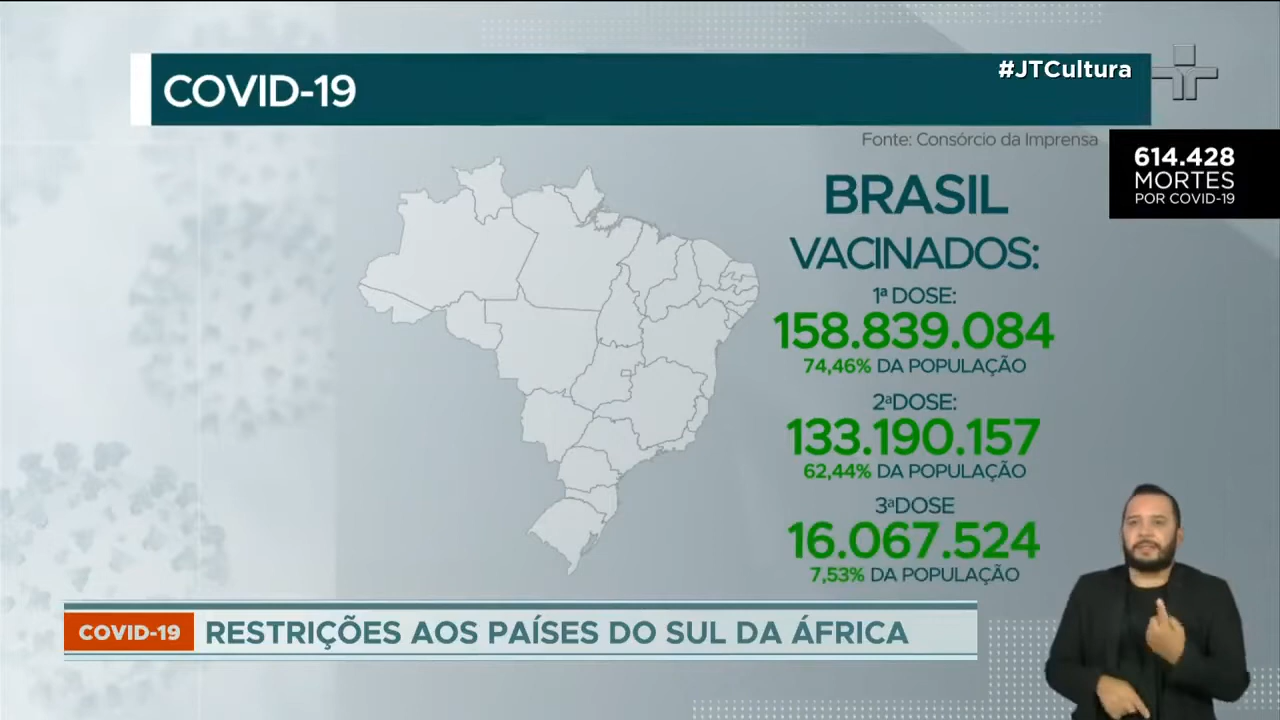 COVID-19
#JTCultura
Fonte: Consórcio da Imprensa
614.428
MORTES
POR COVID-19
BRASIL
VACINADOS:
1ª DOSE:
158.839.084
74,46% DA POPULAÇÃO
2ªDOSE:
133.190.157
62,44% DA POPULAÇÃO
3ªDOSE
16.067.524
7,53% DA POPULAÇÃO
COVID-19 RESTRIÇÕES AOS PAÍSES DO SUL DA ÁFRICA